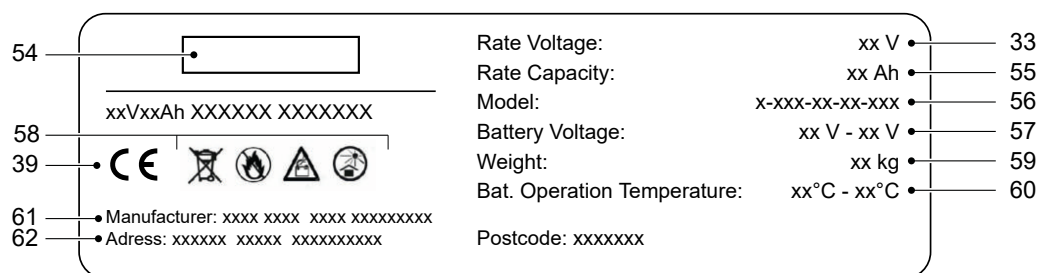 54
xxVxxAh XXXXXX XXXXXXX
58
39 CE
61 Manufacturer: xxxx xxxx xxxx xxxxxxxxx
62 Adress: xxxxxx xxxxx xxxxxxxxxx
Rate Voltage: xx V 33
Rate Capacity: xx Ah 55
Model: x-xxx-xx-xx-xxx 56
Battery Voltage: xx V - xx V 57
Weight: xx kg 59
Bat. Operation Temperature: xx°C - xx°C 60
Postcode: xxxxxxx